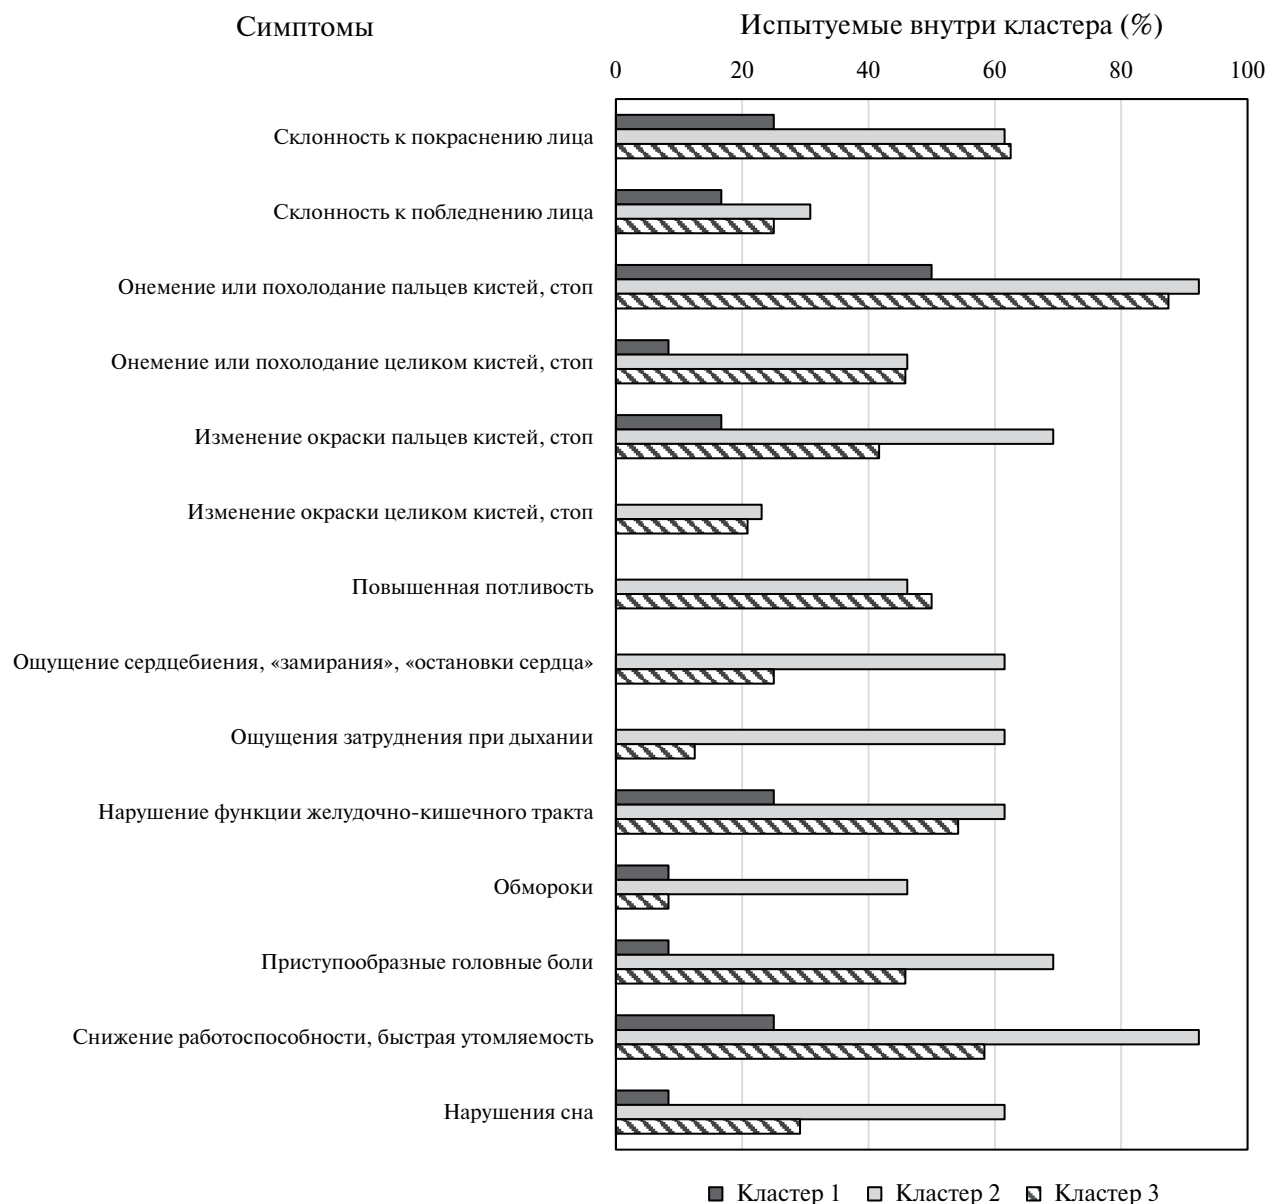 Симптомы
Испытуемые внутри кластера (%)
0 20 40 60 80 100
Склонность к покраснению лица
Склонность к побледнению лица
Онемение или похолодание пальцев кистей, стоп
Онемение или похолодание целиком кистей, стоп
Изменение окраски пальцев кистей, стоп
Изменение окраски целиком кистей, стоп
Повышенная потливость
Ощущение сердцебиения, «замирания», «остановки сердца»
Ощущения затруднения при дыхании
Нарушение функции желудочно-кишечного тракта
Обмороки
Приступообразные головные боли
Снижение работоспособности, быстрая утомляемость
Нарушения сна
Кластер 1 Кластер 2 Кластер 3